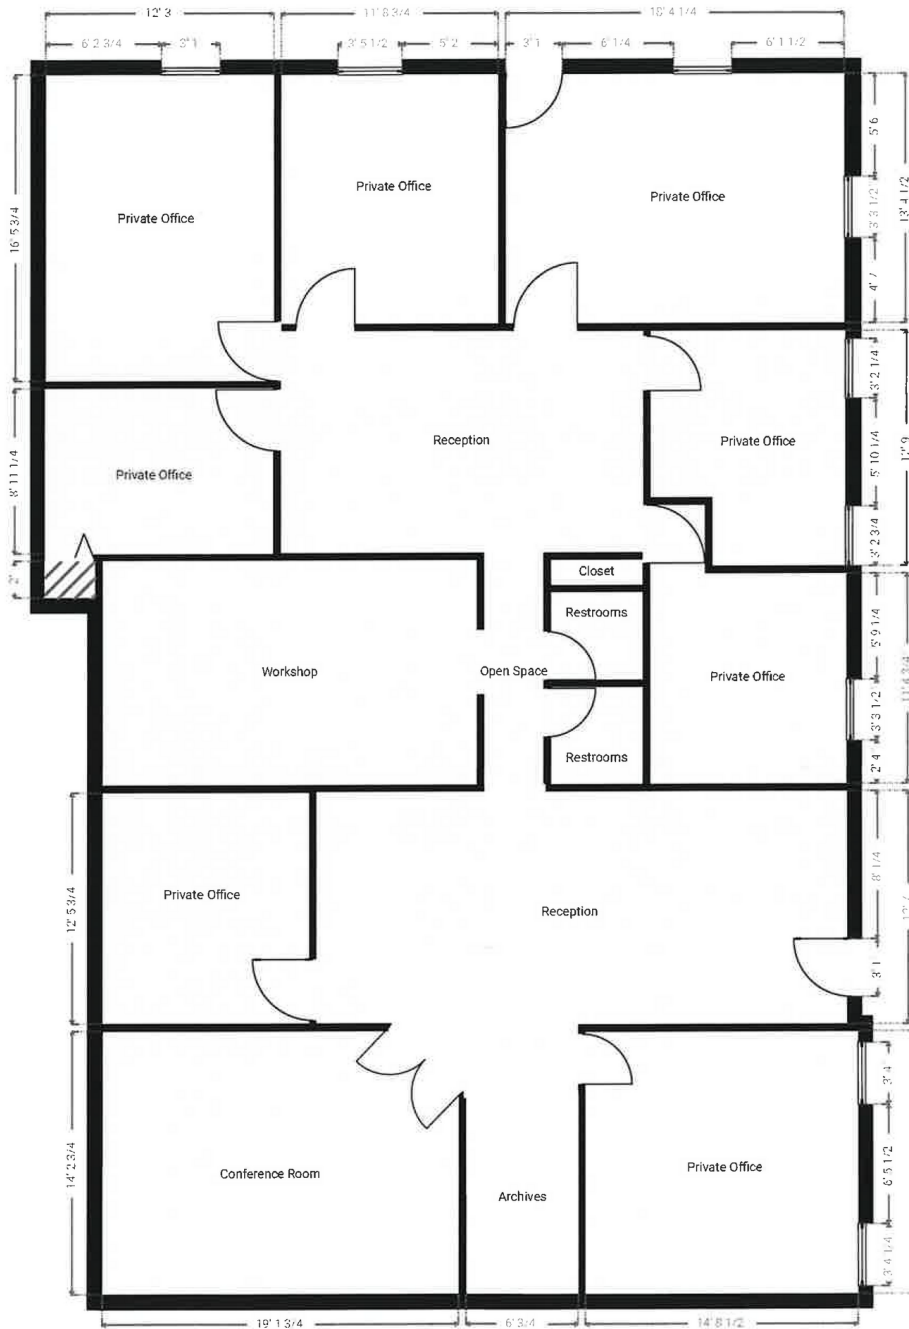 12' 3
11' 8 3/4
18' 4 1/4
6' 2 3/4
3' 1
3' 5 1/2
5' 2
3' 1
6' 1/4
6' 1 1/2
5' 6
3' 3 1/2
13' 4 1/2
4' 7
Private Office
Private Office
Private Office
16' 5 3/4
3' 2 1/4
5' 10 1/4
3' 2 3/4
Reception
Private Office
8' 11 1/4
Private Office
2'
Closet
Restrooms
Workshop
Open Space
Private Office
Restrooms
5' 9 1/4
3' 3 1/2
2' 4
11' 4 3/4
12' 5 3/4
Private Office
Reception
8' 1/4
3' 1
14' 2 3/4
Conference Room
Archives
Private Office
3' 4
6' 5 1/2
3' 4 1/4
19' 1 3/4
6' 3/4
14' 8 1/2